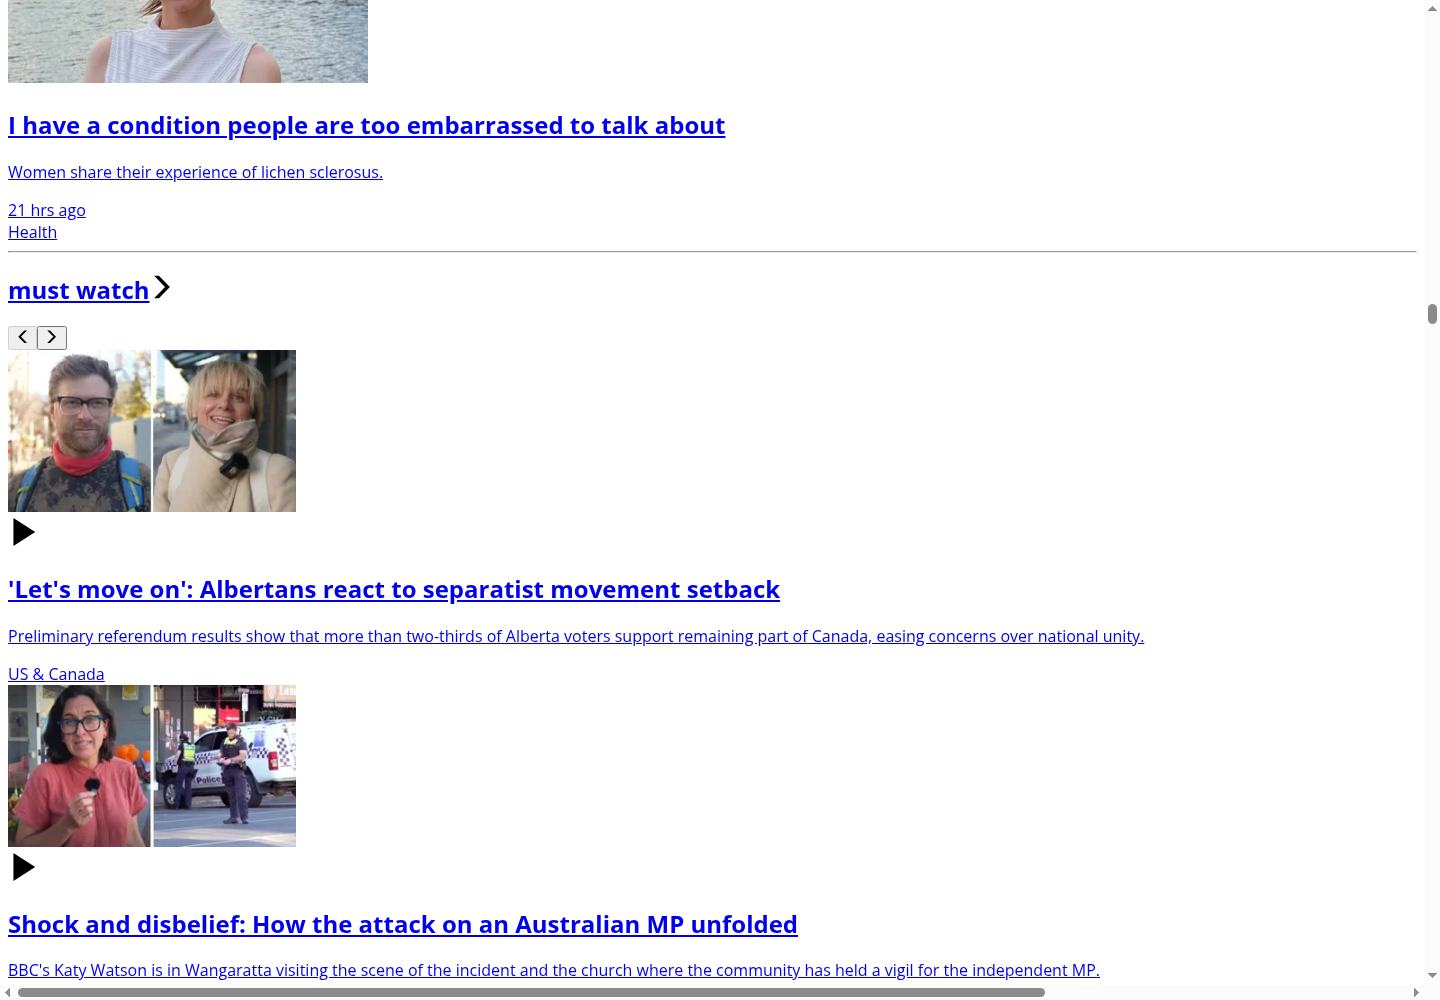 I have a condition people are too embarrassed to talk about
Women share their experience of lichen sclerosus.
21 hrs ago
Health
must watch
'Let's move on': Albertans react to separatist movement setback
Preliminary referendum results show that more than two-thirds of Alberta voters support remaining part of Canada, easing concerns over national unity.
US & Canada
Police
Shock and disbelief: How the attack on an Australian MP unfolded
BBC's Katy Watson is in Wangaratta visiting the scene of the incident and the church where the community has held a vigil for the independent MP.